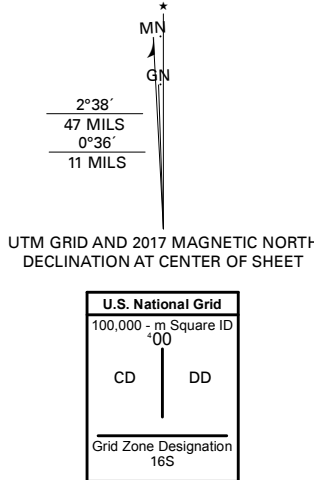 MN
GN
2°38´
47 MILS
0°36´
11 MILS
UTM GRID AND 2017 MAGNETIC NORTH
DECLINATION AT CENTER OF SHEET
U.S. National Grid
100,000 - m Square ID
⁴00
CD DD
Grid Zone Designation
16S